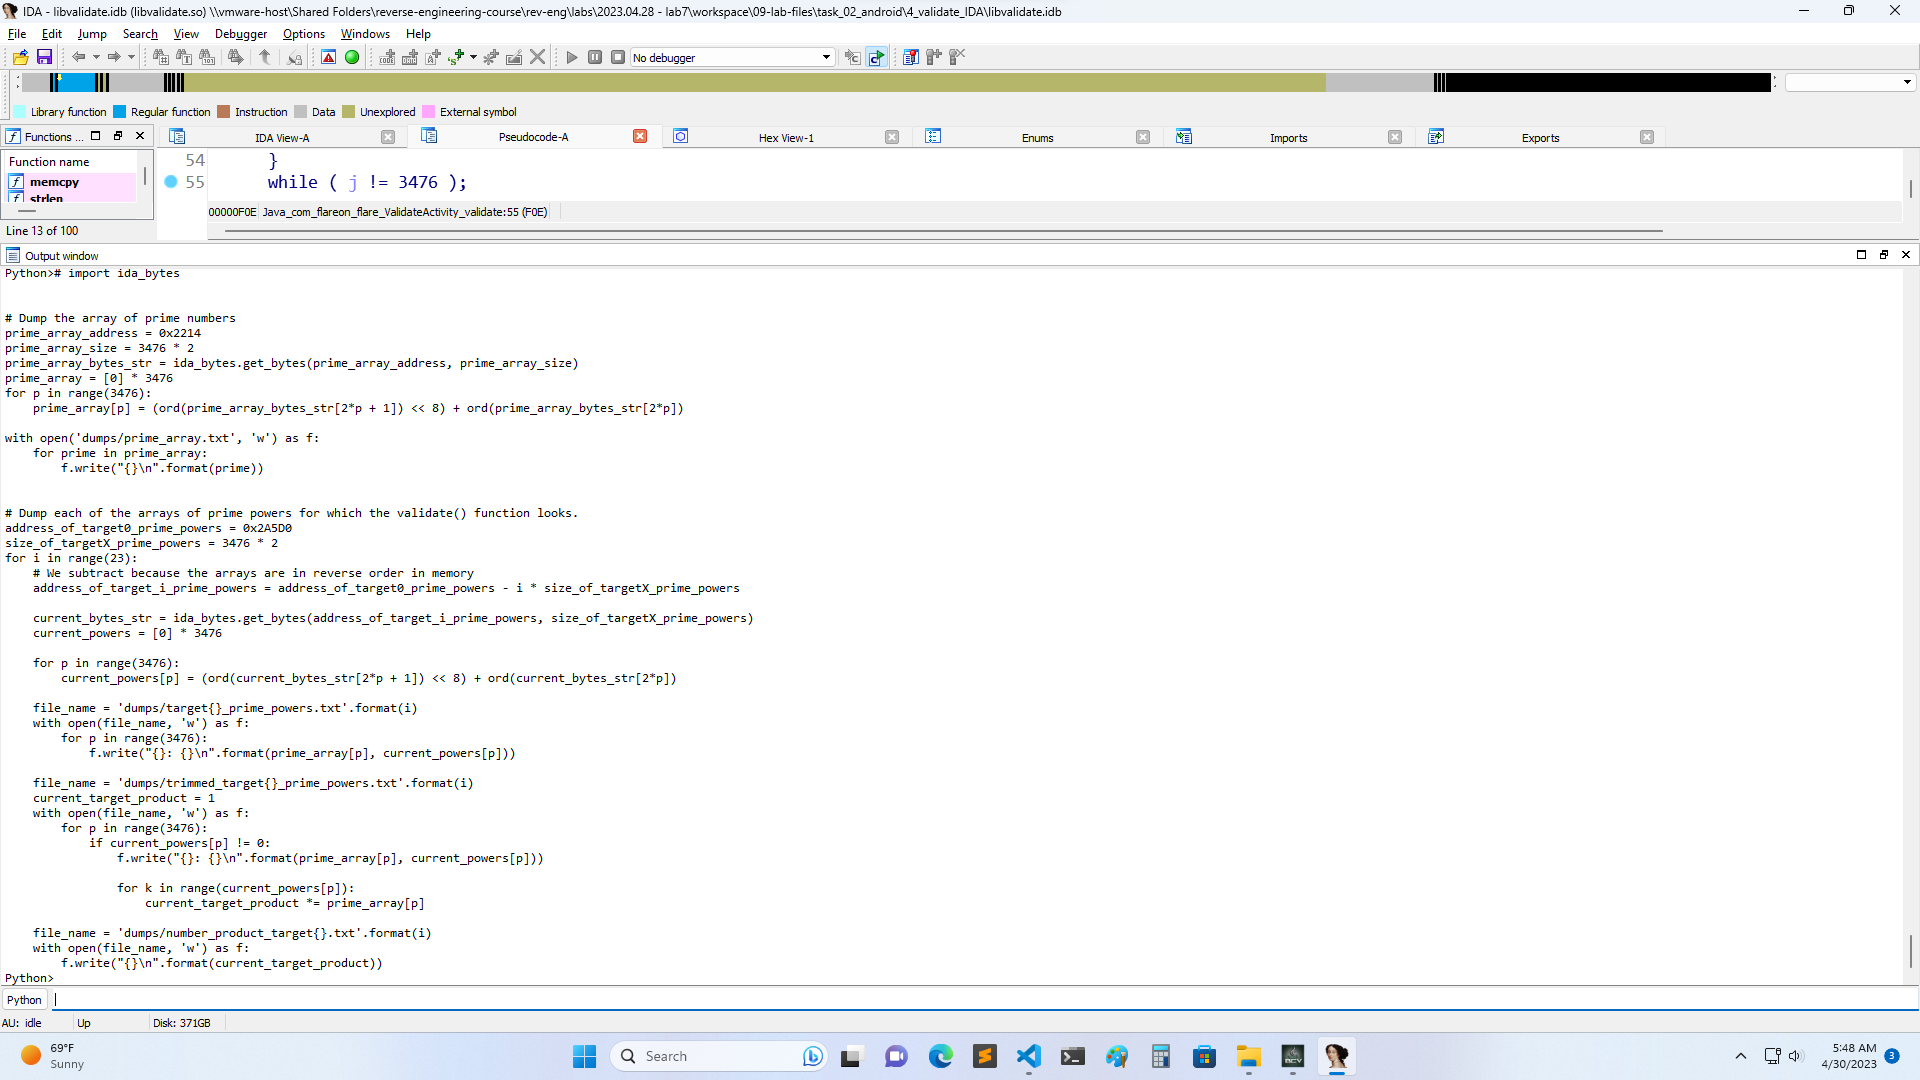 IDA - libvalidate.idb (libvalidate.so) \\vmware-host\Shared Folders\reverse-engineering-course\rev-eng\labs\2023.04.28 - lab7\workspace\09-lab-files\task_02_android\4_validate_IDA\libvalidate.idb
File Edit Jump Search View Debugger Options Windows Help
No debugger
Library function Regular function Instruction Data Unexplored External symbol
Functions ... IDA View-A Pseudocode-A Hex View-1 Enums Imports Exports
Function name
memcpy
strlen
Line 13 of 100
54 }
55 while ( j != 3476 );
00000F0E Java_com_flareon_flare_ValidateActivity_validate:55 (F0E)
Output window
Python># import ida_bytes
# Dump the array of prime numbers
prime_array_address = 0x2214
prime_array_size = 3476 * 2
prime_array_bytes_str = ida_bytes.get_bytes(prime_array_address, prime_array_size)
prime_array = [0] * 3476
for p in range(3476):
    prime_array[p] = (ord(prime_array_bytes_str[2*p + 1]) << 8) + ord(prime_array_bytes_str[2*p])
with open('dumps/prime_array.txt', 'w') as f:
    for prime in prime_array:
        f.write("{}\n".format(prime))
# Dump each of the arrays of prime powers for which the validate() function looks.
address_of_target0_prime_powers = 0x2A5D0
size_of_targetX_prime_powers = 3476 * 2
for i in range(23):
    # We subtract because the arrays are in reverse order in memory
    address_of_target_i_prime_powers = address_of_target0_prime_powers - i * size_of_targetX_prime_powers
    current_bytes_str = ida_bytes.get_bytes(address_of_target_i_prime_powers, size_of_targetX_prime_powers)
    current_powers = [0] * 3476
    for p in range(3476):
        current_powers[p] = (ord(current_bytes_str[2*p + 1]) << 8) + ord(current_bytes_str[2*p])
    file_name = 'dumps/target{}_prime_powers.txt'.format(i)
    with open(file_name, 'w') as f:
        for p in range(3476):
            f.write("{}: {}\n".format(prime_array[p], current_powers[p]))
    file_name = 'dumps/trimmed_target{}_prime_powers.txt'.format(i)
    current_target_product = 1
    with open(file_name, 'w') as f:
        for p in range(3476):
            if current_powers[p] != 0:
                f.write("{}: {}\n".format(prime_array[p], current_powers[p]))
                for k in range(current_powers[p]):
                    current_target_product *= prime_array[p]
    file_name = 'dumps/number_product_target{}.txt'.format(i)
    with open(file_name, 'w') as f:
        f.write("{}\n".format(current_target_product))
Python>
Python
AU: idle Up Disk: 371GB
69°F
Sunny
Search
5:48 AM
4/30/2023
3